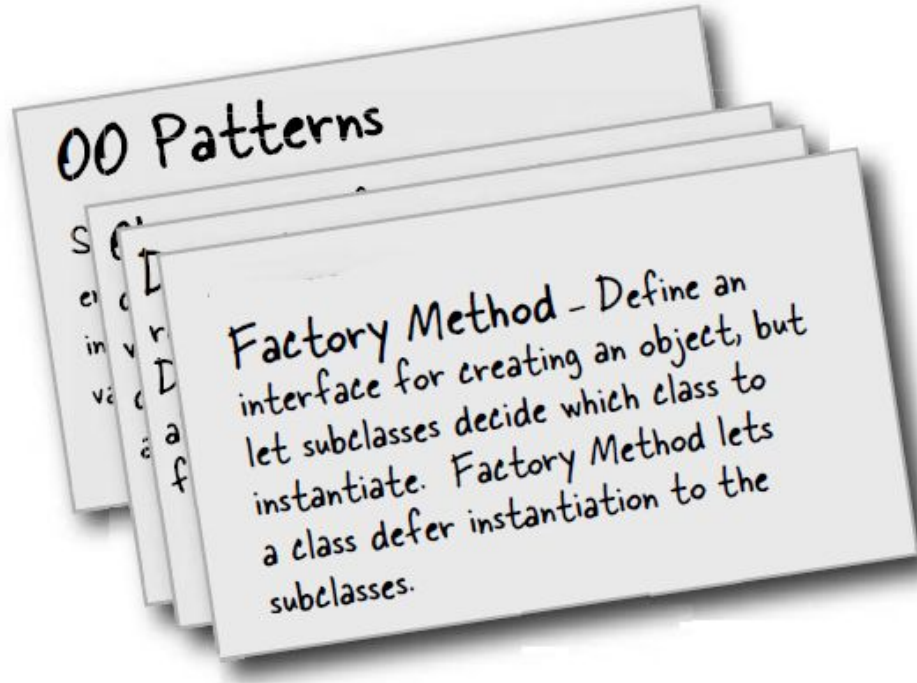 OO Patterns
Factory Method - Define an
interface for creating an object, but
let subclasses decide which class to
instantiate. Factory Method lets
a class defer instantiation to the
subclasses.